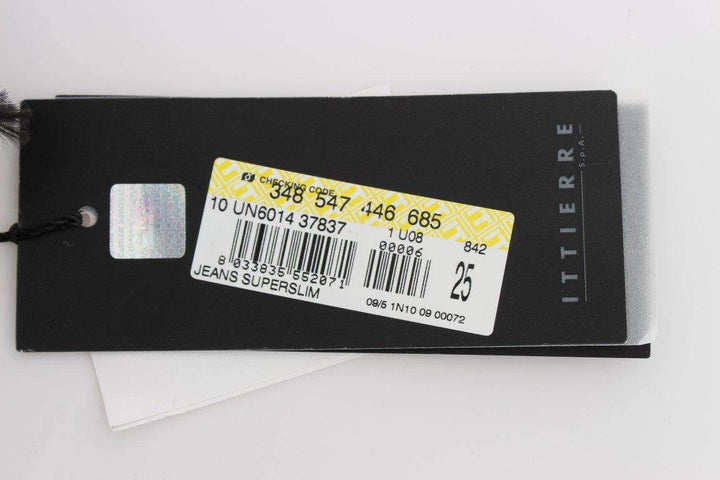 CHECKING CODE
348 547 446 685
10 UN6014 37837
1 U08
842
00006
8 033835 552071
25
JEANS SUPERSLIM
09/5 1N10 09 00072
ITTIERRE
S.p.A.